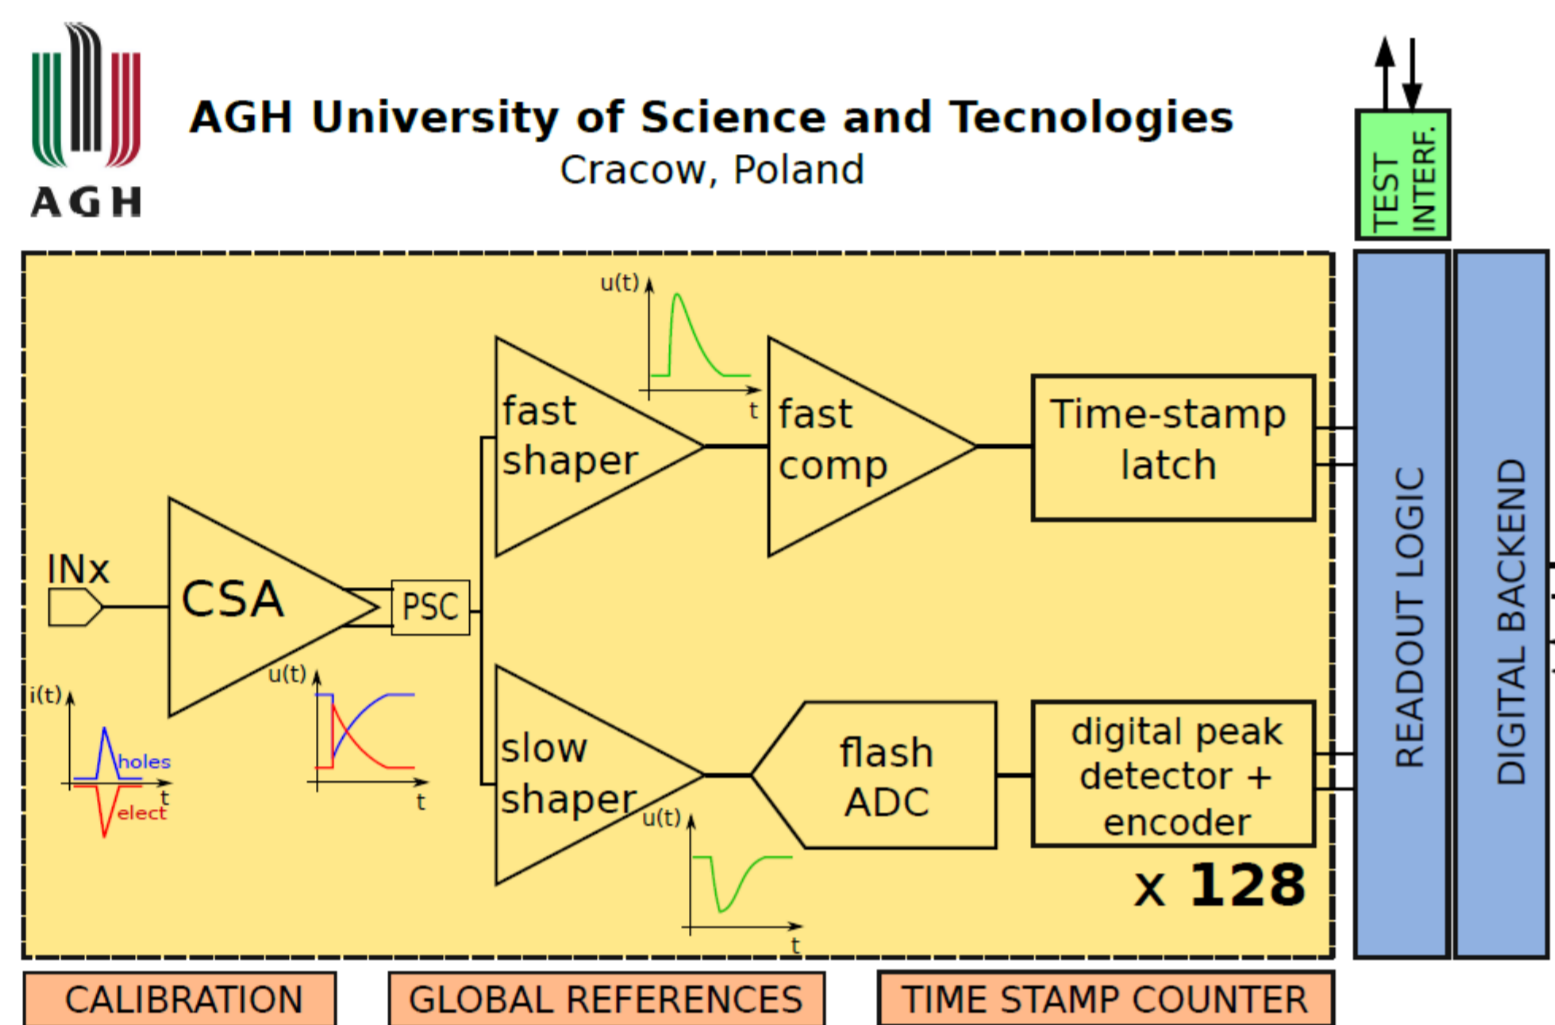 AGH
AGH University of Science and Tecnologies
Cracow, Poland
TEST
INTERF.
u(t)
t
fast
shaper
fast
comp
Time-stamp
latch
INx
CSA
PSC
i(t)
holes
t
elect
u(t)
t
slow
shaper
u(t)
t
flash
ADC
digital peak
detector +
encoder
x 128
READOUT LOGIC
DIGITAL BACKEND
CALIBRATION
GLOBAL REFERENCES
TIME STAMP COUNTER